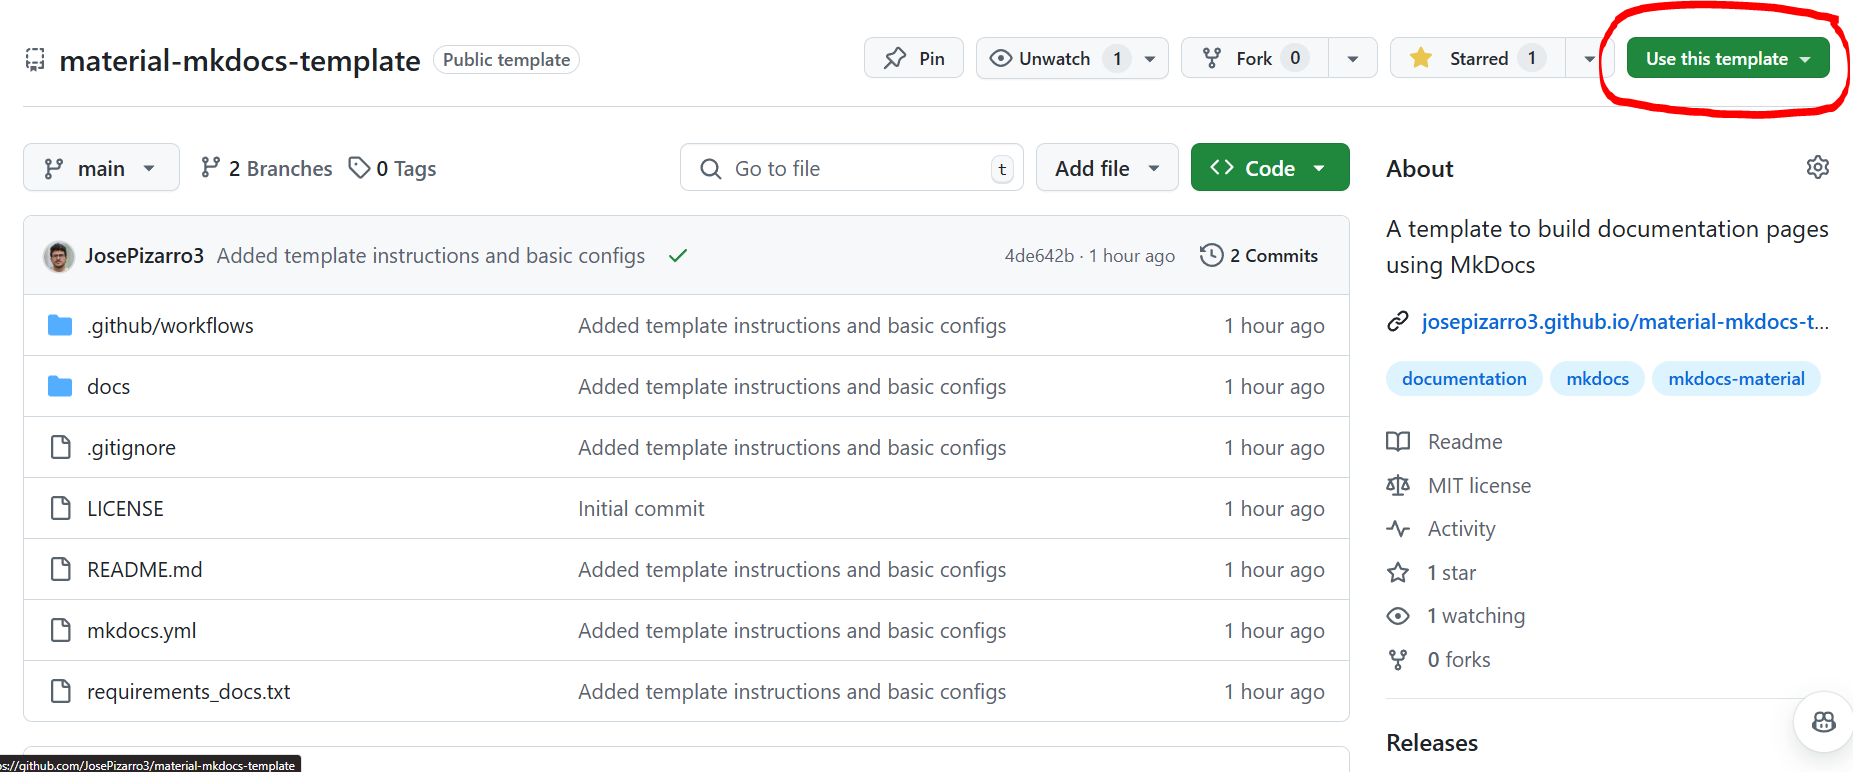 material-mkdocs-template Public template Pin Unwatch 1 Fork 0 Starred 1 Use this template
main 2 Branches 0 Tags Go to file t Add file Code
About
A template to build documentation pages
using MkDocs
josepizarro3.github.io/material-mkdocs-t...
documentation mkdocs mkdocs-material
Readme
MIT license
Activity
1 star
1 watching
0 forks
Releases
JosePizarro3 Added template instructions and basic configs 4de642b · 1 hour ago 2 Commits
.github/workflows Added template instructions and basic configs 1 hour ago
docs Added template instructions and basic configs 1 hour ago
.gitignore Added template instructions and basic configs 1 hour ago
LICENSE Initial commit 1 hour ago
README.md Added template instructions and basic configs 1 hour ago
mkdocs.yml Added template instructions and basic configs 1 hour ago
requirements_docs.txt Added template instructions and basic configs 1 hour ago
ps://github.com/JosePizarro3/material-mkdocs-template